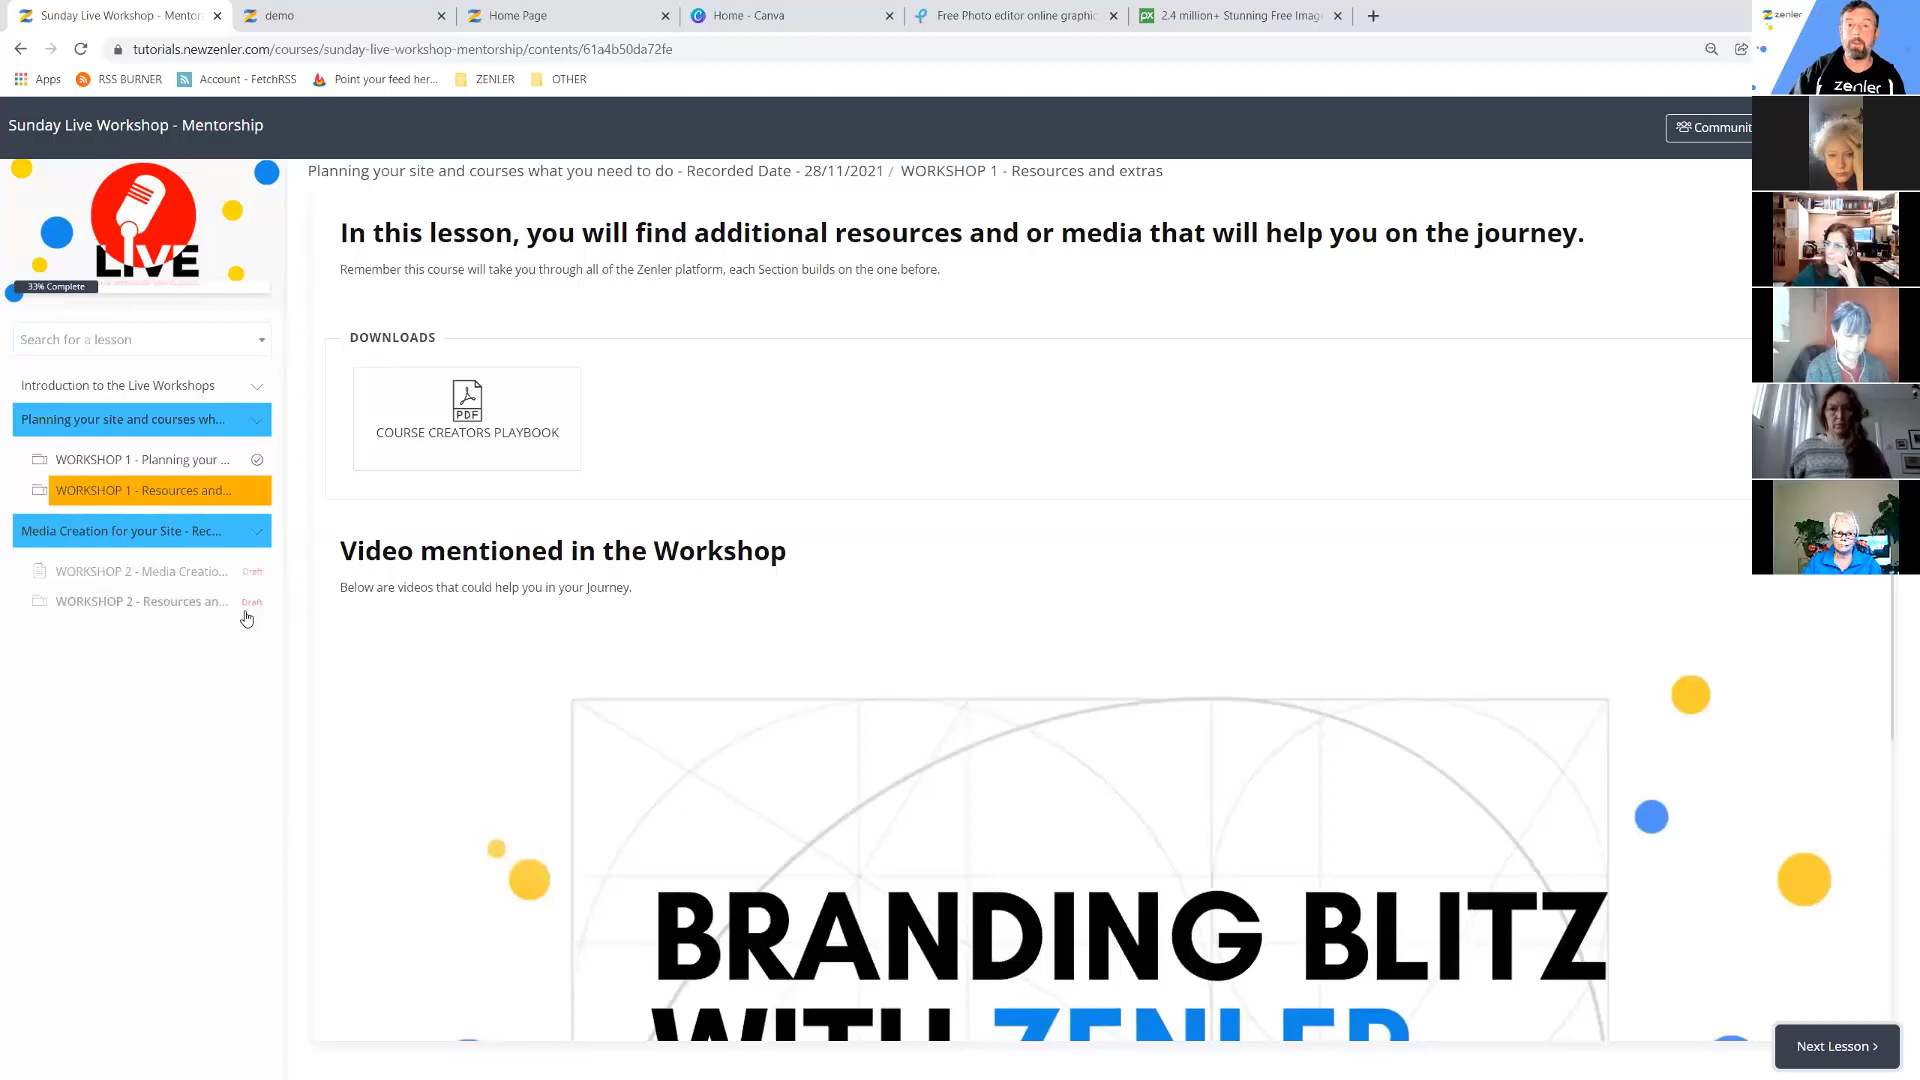 Sunday Live Workshop - Mentor
demo
Home Page
Home - Canva
Free Photo editor online graphic
2.4 million+ Stunning Free Imag
tutorials.newzenler.com/courses/sunday-live-workshop-mentorship/contents/61a4b50da72fe
Apps
RSS BURNER
Account - FetchRSS
Point your feed her...
ZENLER
OTHER
zenler
zenler
Sunday Live Workshop - Mentorship
Communit
LIVE
33% Complete
Search for a lesson
Introduction to the Live Workshops
Planning your site and courses wh...
WORKSHOP 1 - Planning your ...
WORKSHOP 1 - Resources and...
Media Creation for your Site - Rec...
WORKSHOP 2 - Media Creatio...
Draft
WORKSHOP 2 - Resources an...
Draft
Planning your site and courses what you need to do - Recorded Date - 28/11/2021 / WORKSHOP 1 - Resources and extras
In this lesson, you will find additional resources and or media that will help you on the journey.
Remember this course will take you through all of the Zenler platform, each Section builds on the one before.
DOWNLOADS
PDF
COURSE CREATORS PLAYBOOK
Video mentioned in the Workshop
Below are videos that could help you in your Journey.
BRANDING BLITZ
WITH ZENLER
Next Lesson >